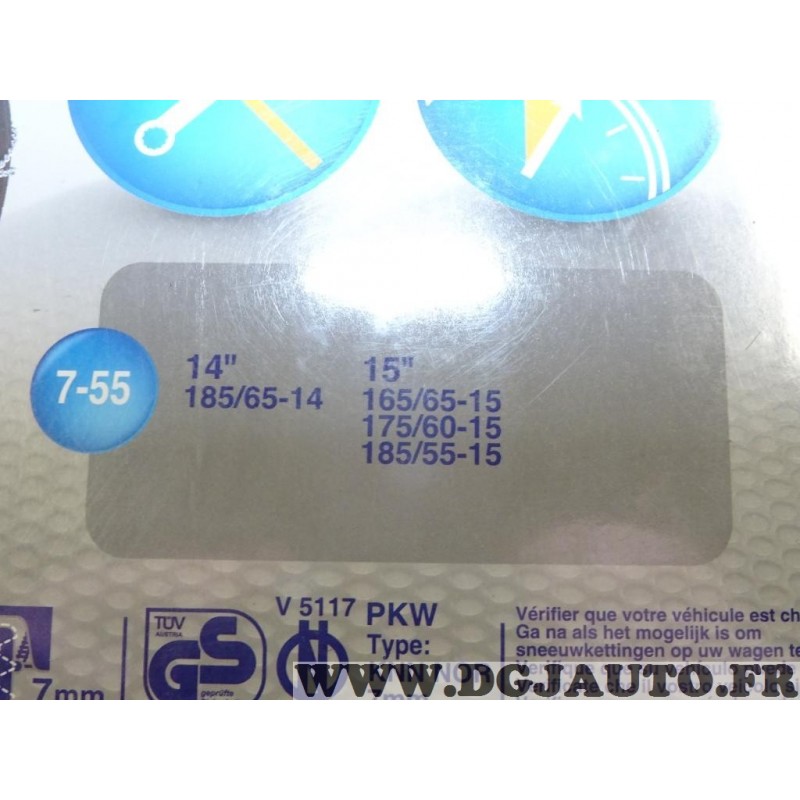 14" 15"
7-55
185/65-14 165/65-15
175/60-15
185/55-15
V 5117 PKW
Type:
TÜV
AUSTRIA
GS
geprüfte
7mm
7mm
Vérifier que votre véhicule est ch
Ga na als het mogelijk is om
sneeuwkettingen op uw wagen te
WWW.DGJAUTO.FR